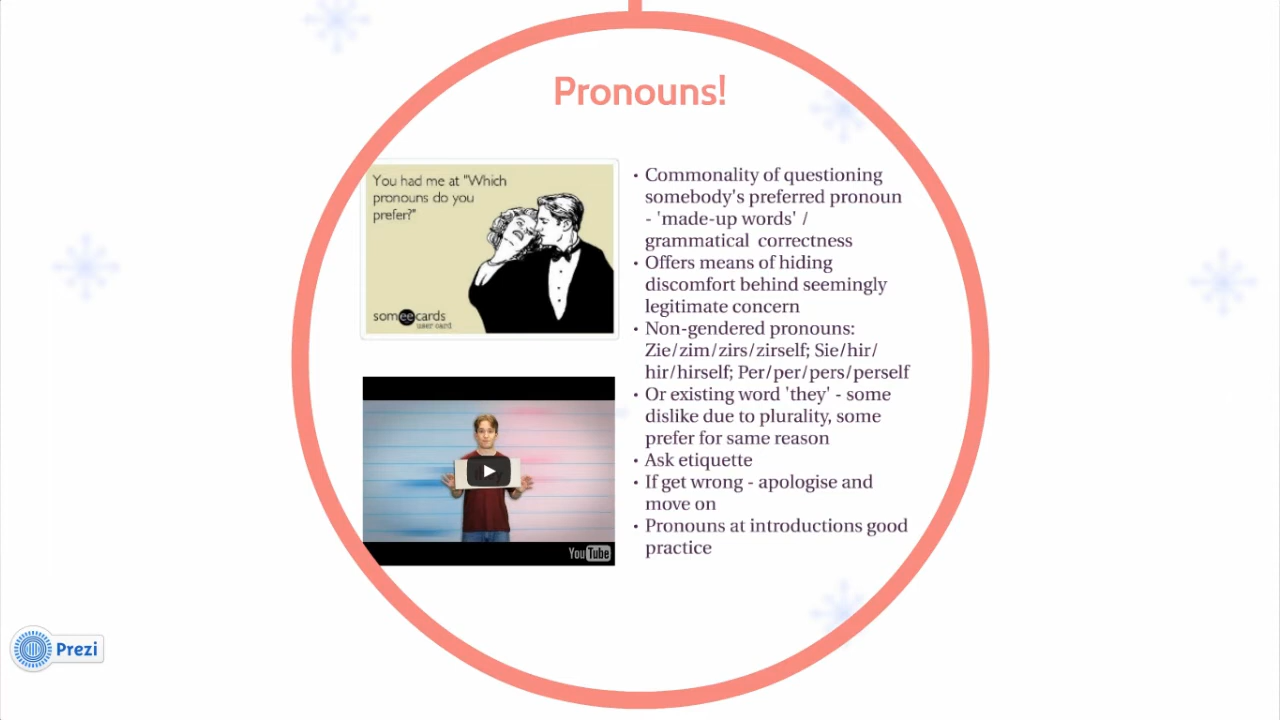 Pronouns!
You had me at "Which
pronouns do you
prefer?"
someecards
user card
• Commonality of questioning
somebody's preferred pronoun
- 'made-up words' /
grammatical correctness
• Offers means of hiding
discomfort behind seemingly
legitimate concern
• Non-gendered pronouns:
Zie/zim/zirs/zirself; Sie/hir/
hir/hirself; Per/per/pers/perself
• Or existing word 'they' - some
dislike due to plurality, some
prefer for same reason
• Ask etiquette
• If get wrong - apologise and
move on
• Pronouns at introductions good
practice
YouTube
Prezi